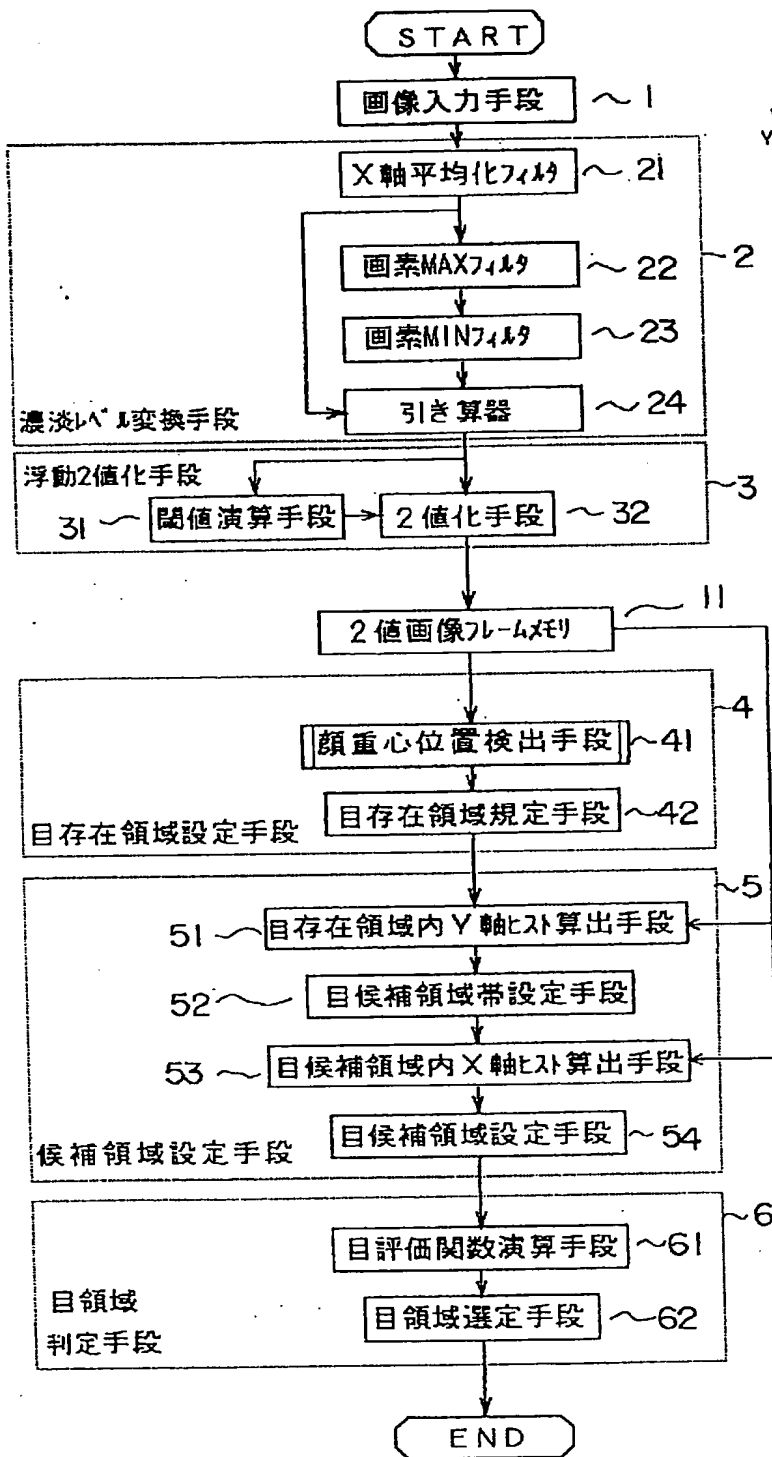 START
画像入力手段 1
Y
X軸平均化フィルタ 21
画素MAXフィルタ 22
2
画素MINフィルタ 23
引き算器 24
濃淡レベル変換手段
浮動2値化手段
3
31 閾値演算手段 2値化手段 32
11
2値画像フレームメモリ
4
顔重心位置検出手段 41
目存在領域規定手段 42
目存在領域設定手段
5
51 目存在領域内Y軸ヒスト算出手段
52 目候補領域帯設定手段
53 目候補領域内X軸ヒスト算出手段
目候補領域設定手段 54
候補領域設定手段
6
目評価関数演算手段 61
目領域
目領域選定手段 62
判定手段
END